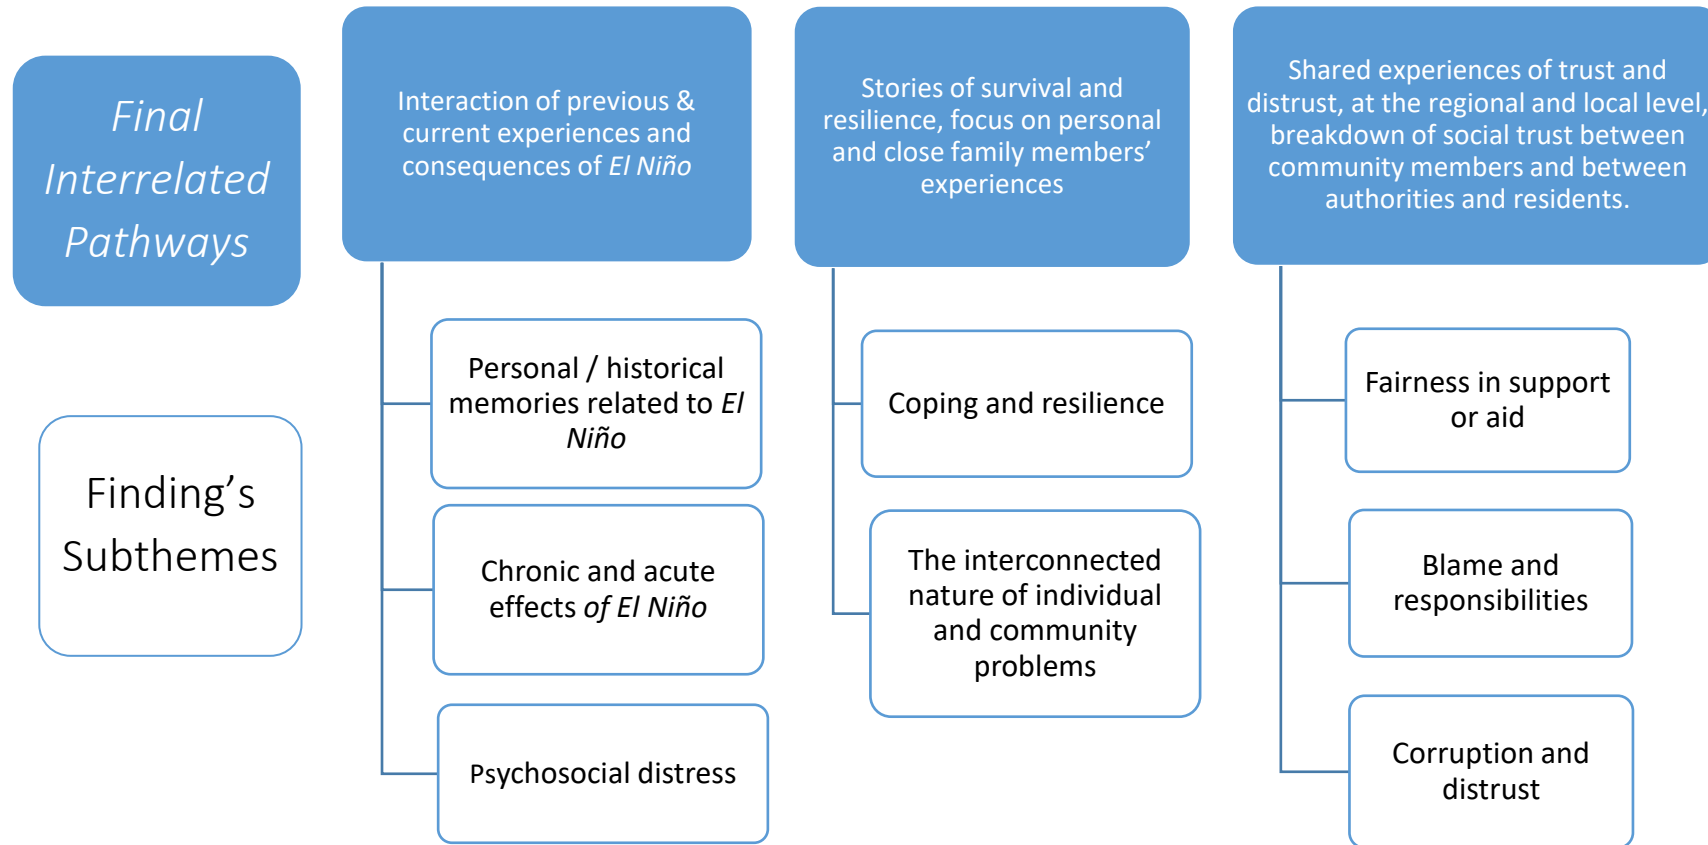 Final
Interrelated
Pathways
Interaction of previous &
current experiences and
consequences of El Niño
Stories of survival and
resilience, focus on personal
and close family members’
experiences
Shared experiences of trust and
distrust, at the regional and local level,
breakdown of social trust between
community members and between
authorities and residents.
Finding’s
Subthemes
Personal / historical
memories related to El
Niño
Chronic and acute
effects of El Niño
Psychosocial distress
Coping and resilience
The interconnected
nature of individual
and community
problems
Fairness in support
or aid
Blame and
responsibilities
Corruption and
distrust